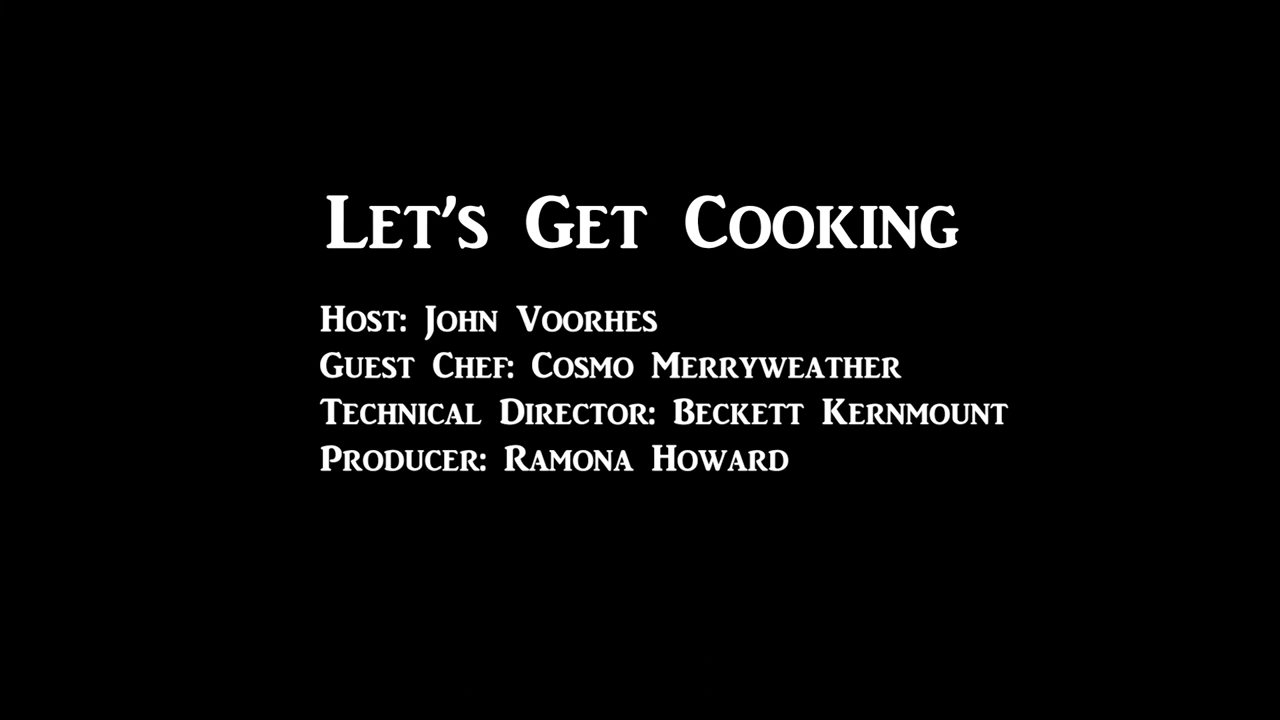 Let's Get Cooking
Host: John Voorhes
Guest Chef: Cosmo Merryweather
Technical Director: Beckett Kernmount
Producer: Ramona Howard